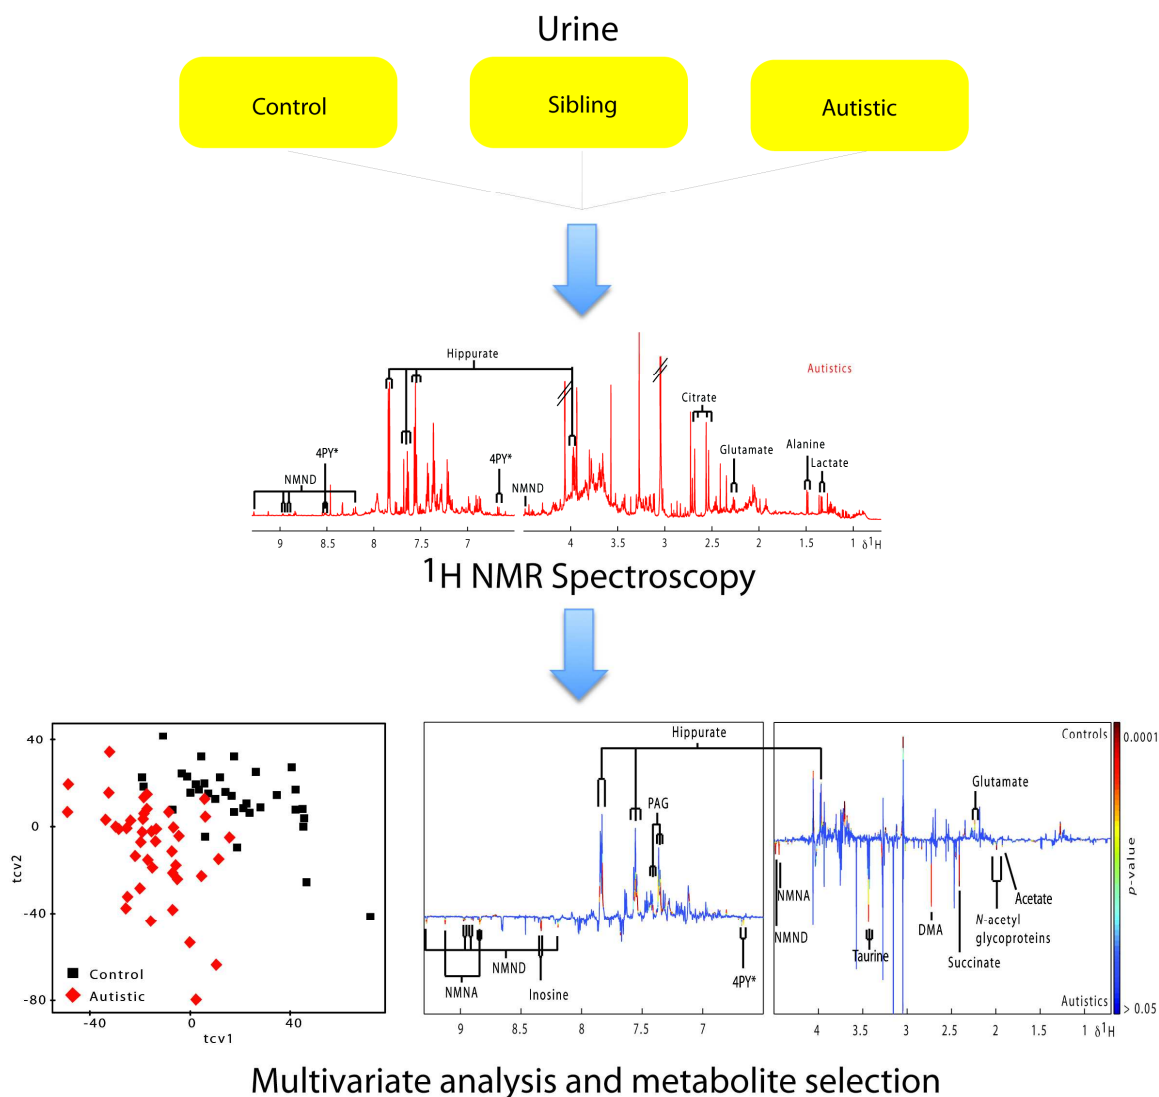 Urine
Control
Sibling
Autistic
Hippurate
Autistics
Citrate
4PY*
NMND
4PY*
NMND
Glutamate
Alanine
Lactate
9 8.5 8 7.5 7 4 3.5 3 2.5 2 1.5 1 δ¹H
¹H NMR Spectroscopy
40
0
-40
-80
tcv2
Control
Autistic
-40 0 40
tcv1
Hippurate
PAG
NMND
NMNA
Inosine
4PY*
9 8.5 8 7.5 7
Controls
Glutamate
NMNA
NMND
Taurine
DMA
Succinate
N-acetyl
glycoproteins
Acetate
Autistics
4 3.5 3 2.5 2 1.5 1 δ¹H
0.0001
p-value
> 0.05
Multivariate analysis and metabolite selection